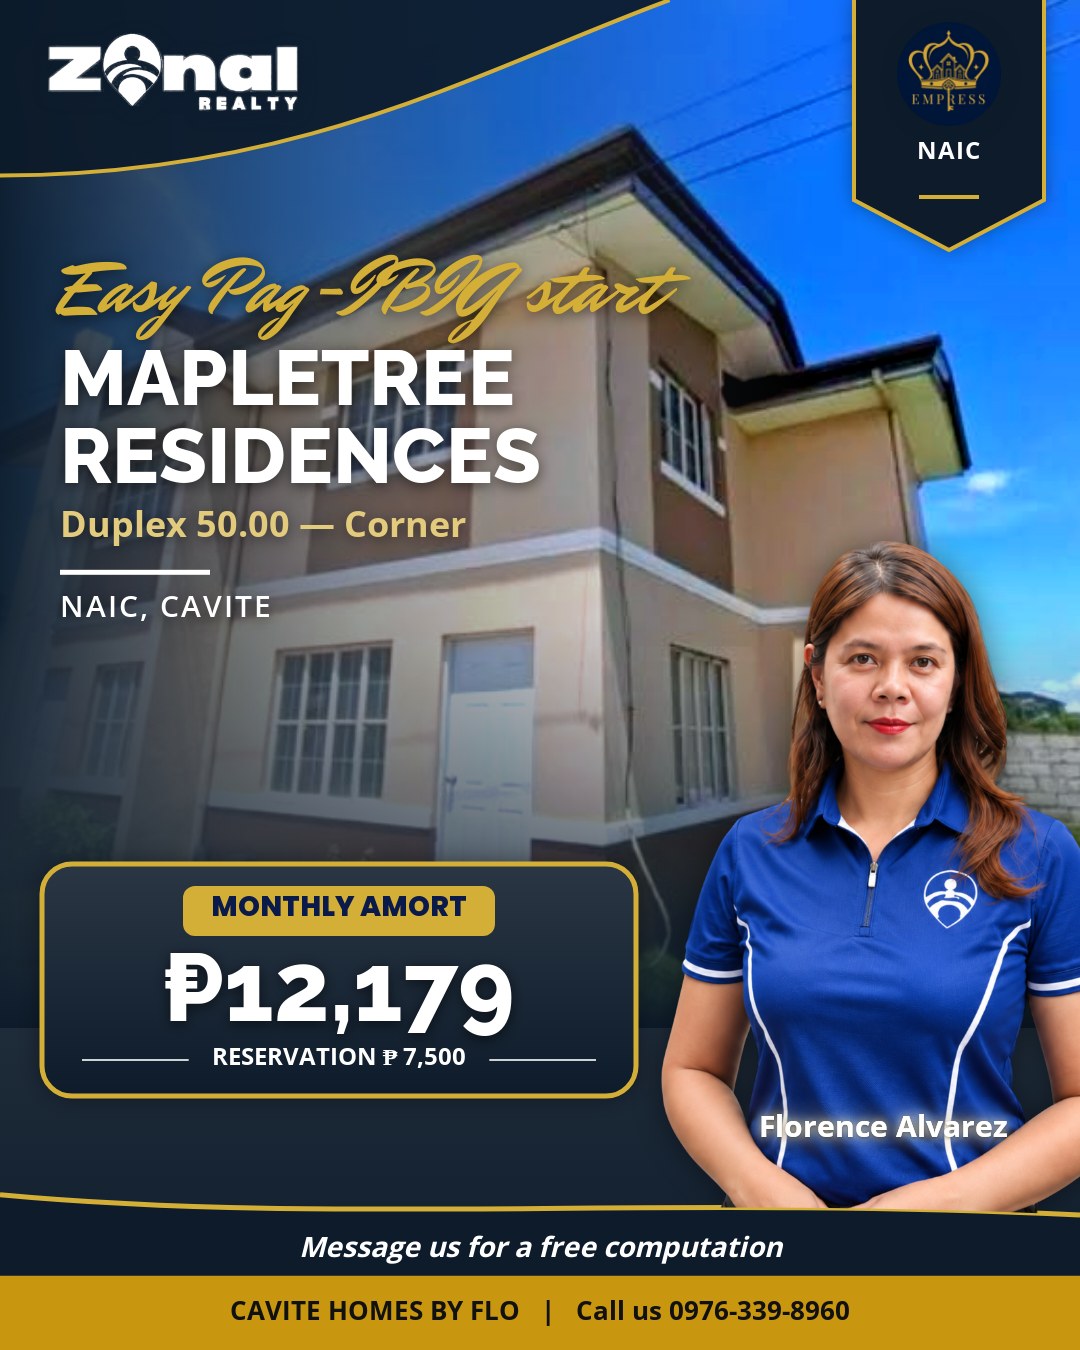 Zonal
REALTY
EMPRESS
NAIC
Easy Pag-IBIG start
MAPLETREE
RESIDENCES
Duplex 50.00 — Corner
NAIC, CAVITE
MONTHLY AMORT
₱12,179
RESERVATION ₱ 7,500
Florence Alvarez
Message us for a free computation
CAVITE HOMES BY FLO | Call us 0976-339-8960